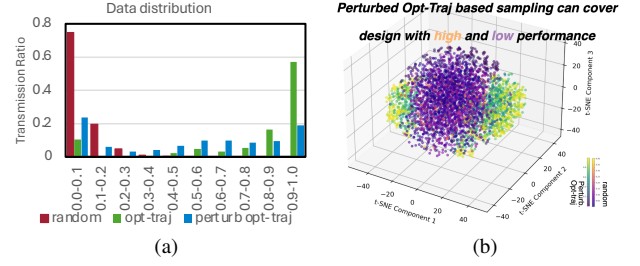 Data distribution
Transmission Ratio
0.8
0.6
0.4
0.2
0
0.0-0.1
0.1-0.2
0.2-0.3
0.3-0.4
0.4-0.5
0.5-0.6
0.6-0.7
0.7-0.8
0.8-0.9
0.9-1.0
random opt-traj perturb opt-traj
(a)
Perturbed Opt-Traj based sampling can cover
design with high and low performance
40
20
0
−20
−40
t-SNE Component 3
−40
−20
0
20
40
t-SNE Component 1
−40
−20
0
20
40
t-SNE Component 2
random
Perturb
Opt-traj
(b)